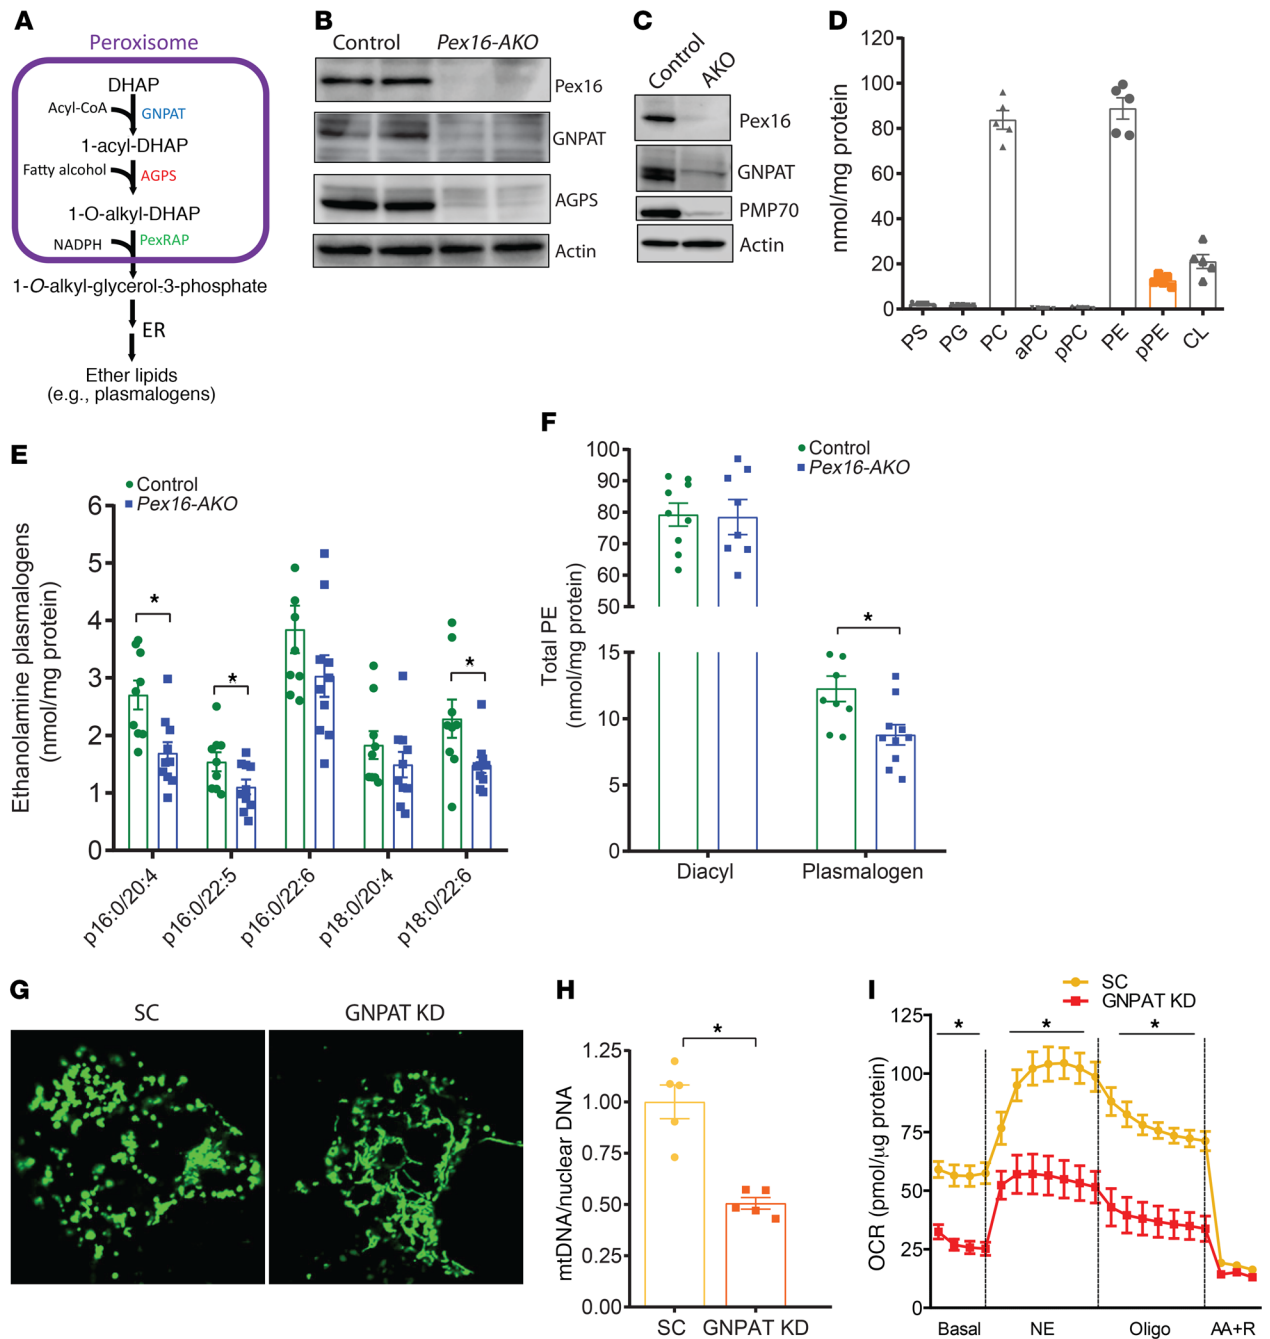 A
Peroxisome
DHAP
Acyl-CoA
GNPAT
1-acyl-DHAP
Fatty alcohol
AGPS
1-O-alkyl-DHAP
NADPH
PexRAP
1-O-alkyl-glycerol-3-phosphate
ER
Ether lipids
(e.g., plasmalogens)
B
Control
Pex16-AKO
Pex16
GNPAT
AGPS
Actin
C
Control
AKO
Pex16
GNPAT
PMP70
Actin
D
nmol/mg protein
120
100
80
60
40
20
0
PS
PG
PC
aPC
pPC
PE
pPE
CL
E
Control
Pex16-AKO
Ethanolamine plasmalogens
(nmol/mg protein)
6
5
4
3
2
1
0
*
*
*
p16:0/20:4
p16:0/22:5
p16:0/22:6
p18:0/20:4
p18:0/22:6
F
Control
Pex16-AKO
Total PE
(nmol/mg protein)
100
90
80
70
60
50
15
10
5
0
*
Diacyl
Plasmalogen
G
SC
GNPAT KD
H
mtDNA/nuclear DNA
1.25
1.00
0.75
0.50
0.25
0.00
*
SC
GNPAT KD
I
SC
GNPAT KD
OCR (pmol/μg protein)
125
100
75
50
25
0
*
*
*
Basal
NE
Oligo
AA+R